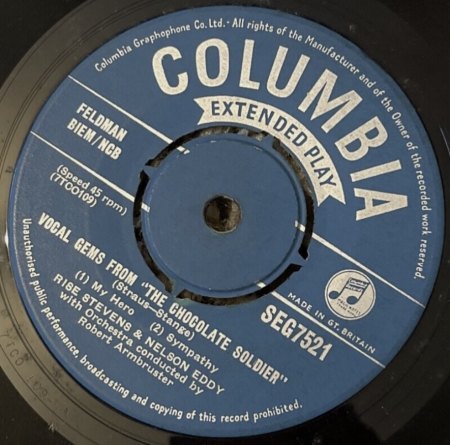 Columbia Graphophone Co. Ltd. · All rights of the Manufacturer and of the Owner of the recorded work reserved.
COLUMBIA
EXTENDED PLAY
FELDMAN
BIEM/NCB
(Speed 45 rpm)
(7TCO109)
MADE IN GT. BRITAIN
SEG7521
VOCAL GEMS FROM "THE CHOCOLATE SOLDIER"
(Straus—Stange)
(1) My Hero (2) Sympathy
RISE STEVENS & NELSON EDDY
with Orchestra conducted by
Robert Armbruster.
Unauthorised public performance, broadcasting and copying of this record prohibited.